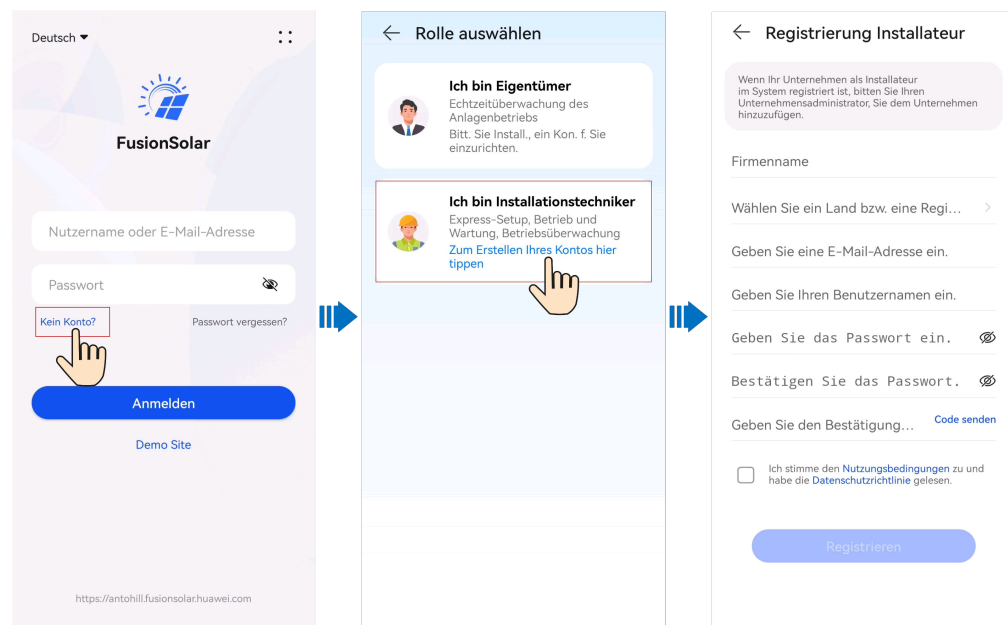 Deutsch
FusionSolar
Nutzername oder E-Mail-Adresse
Passwort
Kein Konto?
Passwort vergessen?
Anmelden
Demo Site
https://antohill.fusionsolar.huawei.com
Rolle auswählen
Ich bin Eigentümer
Echtzeitüberwachung des
Anlagenbetriebs
Bitt. Sie Install., ein Kon. f. Sie
einzurichten.
Ich bin Installationstechniker
Express-Setup, Betrieb und
Wartung, Betriebsüberwachung
Zum Erstellen Ihres Kontos hier
tippen
Registrierung Installateur
Wenn Ihr Unternehmen als Installateur
im System registriert ist, bitten Sie Ihren
Unternehmensadministrator, Sie dem Unternehmen
hinzuzufügen.
Firmenname
Wählen Sie ein Land bzw. eine Regi...
Geben Sie eine E-Mail-Adresse ein.
Geben Sie Ihren Benutzernamen ein.
Geben Sie das Passwort ein.
Bestätigen Sie das Passwort.
Geben Sie den Bestätigung...
Code senden
Ich stimme den Nutzungsbedingungen zu und
habe die Datenschutzrichtlinie gelesen.
Registrieren